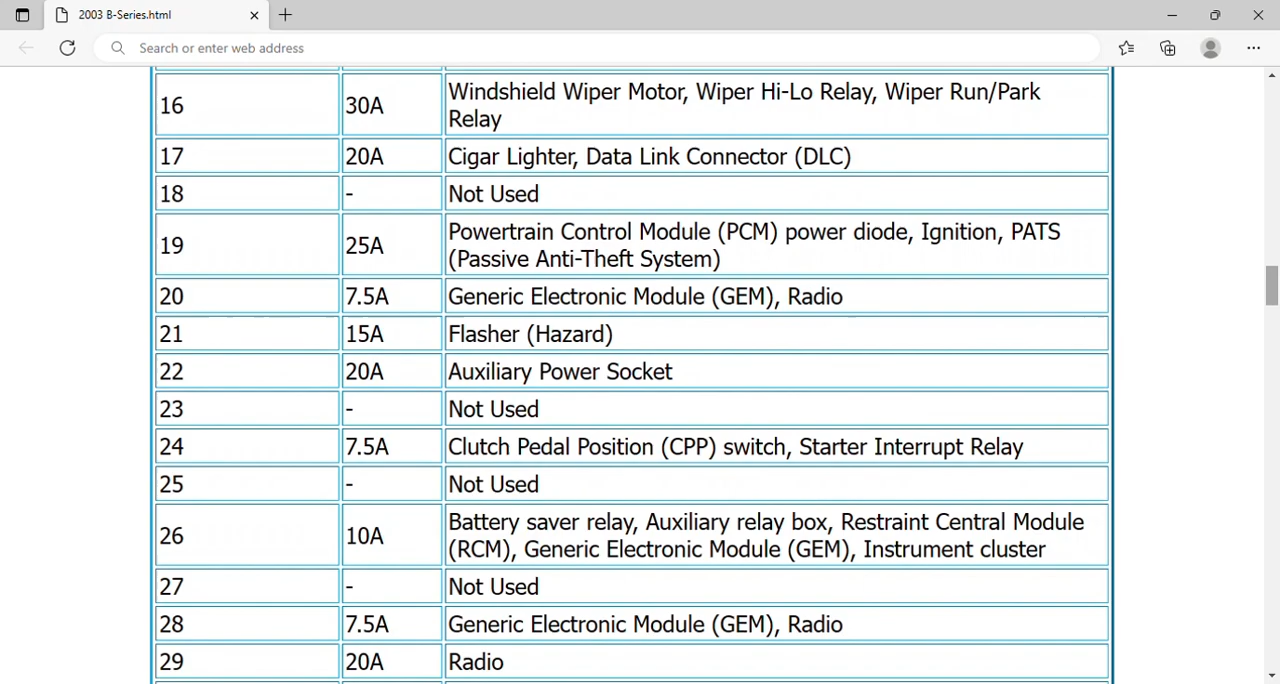 2003 B-Series.html
Search or enter web address
16 30A Windshield Wiper Motor, Wiper Hi-Lo Relay, Wiper Run/Park
Relay
17 20A Cigar Lighter, Data Link Connector (DLC)
18 - Not Used
19 25A Powertrain Control Module (PCM) power diode, Ignition, PATS
(Passive Anti-Theft System)
20 7.5A Generic Electronic Module (GEM), Radio
21 15A Flasher (Hazard)
22 20A Auxiliary Power Socket
23 - Not Used
24 7.5A Clutch Pedal Position (CPP) switch, Starter Interrupt Relay
25 - Not Used
26 10A Battery saver relay, Auxiliary relay box, Restraint Central Module
(RCM), Generic Electronic Module (GEM), Instrument cluster
27 - Not Used
28 7.5A Generic Electronic Module (GEM), Radio
29 20A Radio